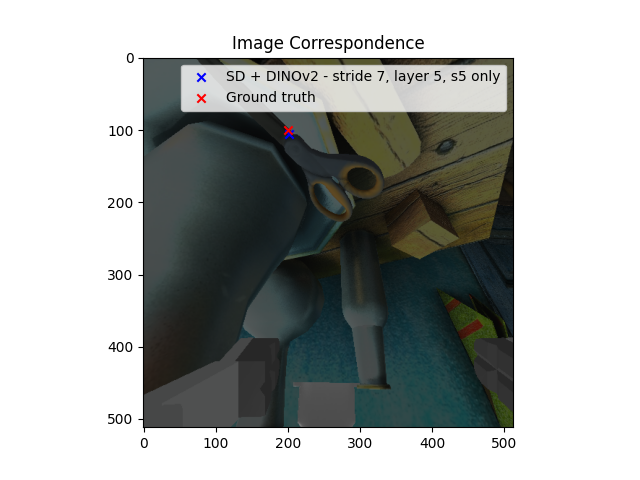 Image Correspondence
SD + DINOv2 - stride 7, layer 5, s5 only
Ground truth
0
100
200
300
400
500
0 100 200 300 400 500